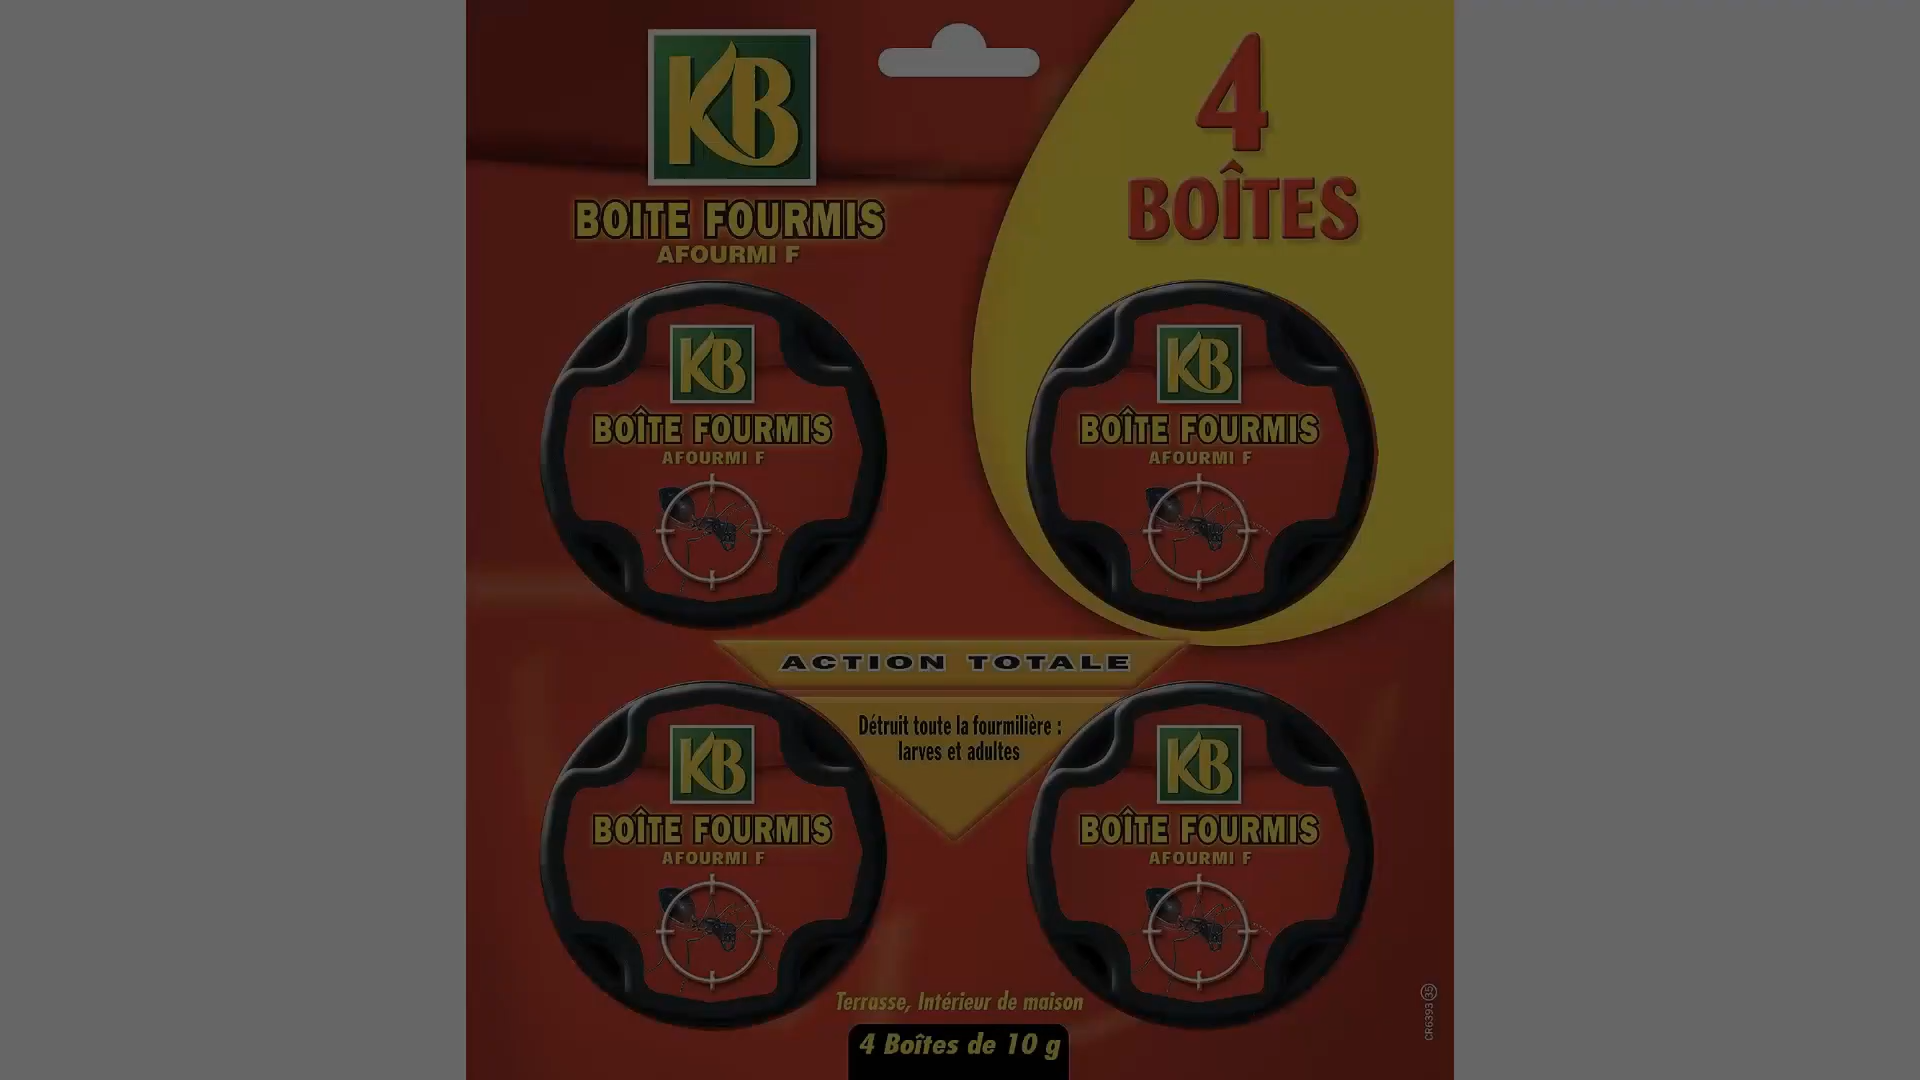 KB
4
BOÎTES
BOITE FOURMIS
AFOURMI F
KB
BOÎTE FOURMIS
AFOURMI F
KB
BOÎTE FOURMIS
AFOURMI F
ACTION TOTALE
Détruit toute la fourmilière :
larves et adultes
KB
BOÎTE FOURMIS
AFOURMI F
KB
BOÎTE FOURMIS
AFOURMI F
Terrasse, Intérieur de maison
4 Boîtes de 10 g
CR6393 35